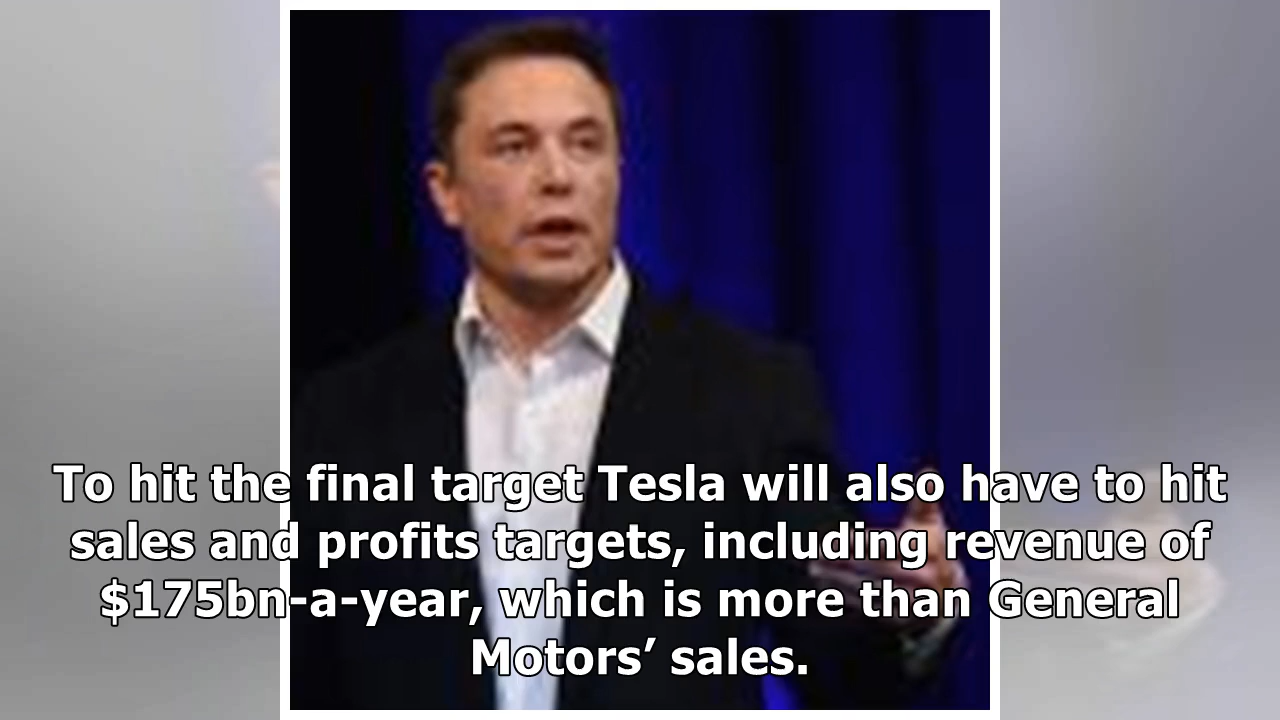 To hit the final target Tesla will also have to hit
sales and profits targets, including revenue of
$175bn-a-year, which is more than General
Motors’ sales.